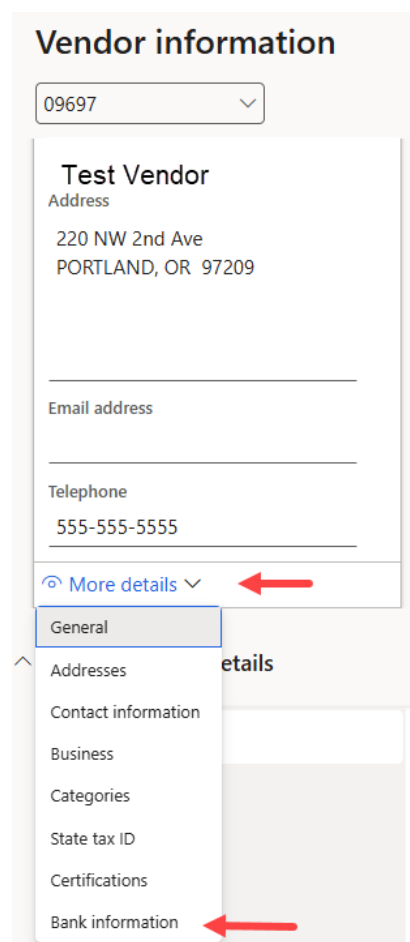 Vendor information
09697
Test Vendor
Address
220 NW 2nd Ave
PORTLAND, OR 97209
Email address
Telephone
555-555-5555
More details
General
etails
Addresses
Contact information
Business
Categories
State tax ID
Certifications
Bank information